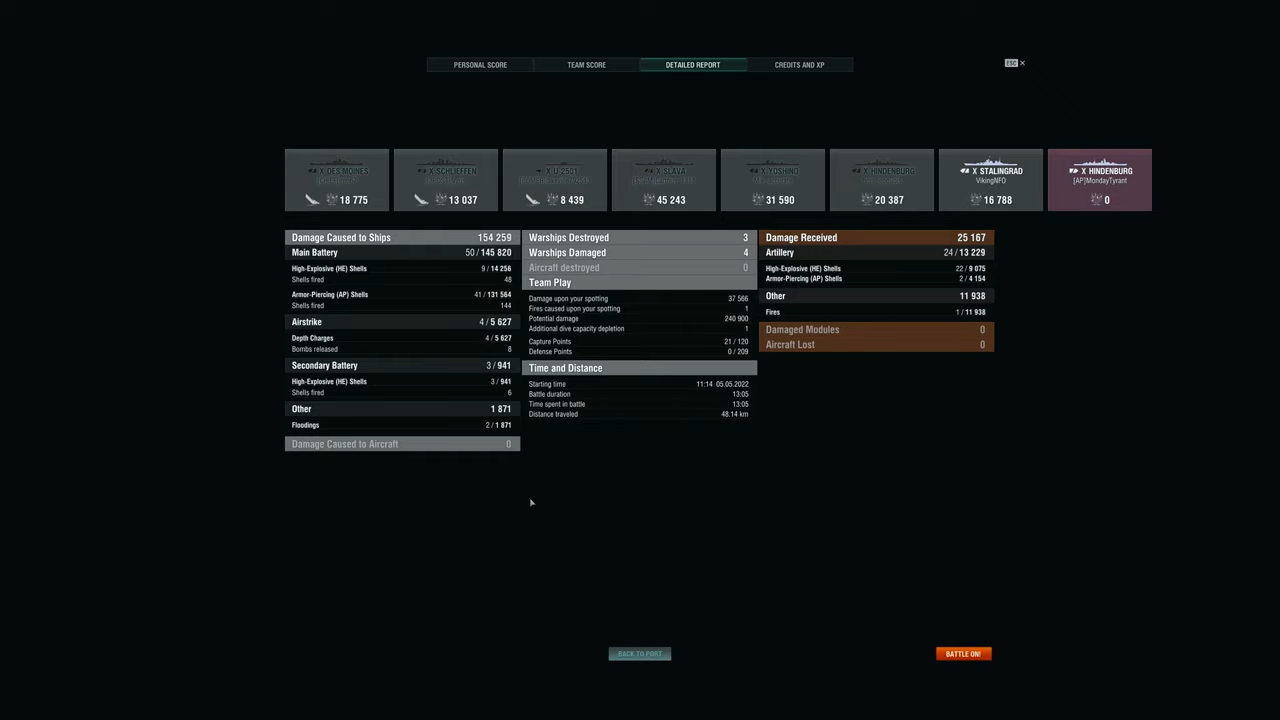 PERSONAL SCORE
TEAM SCORE
DETAILED REPORT
CREDITS AND XP
ESC ×
X DES MOINES
18 775
X SCHLIEFFEN
13 037
X U-2501
8 439
X SLAVA
45 243
X YOSHINO
31 590
X HINDENBURG
20 387
X STALINGRAD
VikingNFO
16 788
X HINDENBURG
[AP]MondayTyrant
0
Damage Caused to Ships 154 259
Main Battery 50 / 145 820
High-Explosive (HE) Shells 9 / 14 256
Shells fired 48
Armor-Piercing (AP) Shells 41 / 131 564
Shells fired 144
Airstrike 4 / 5 627
Depth Charges 4 / 5 627
Bombs released 8
Secondary Battery 3 / 941
High-Explosive (HE) Shells 3 / 941
Shells fired 6
Other 1 871
Floodings 2 / 1 871
Damage Caused to Aircraft 0
Warships Destroyed 3
Warships Damaged 4
Aircraft destroyed 0
Team Play
Damage upon your spotting 37 566
Fires caused upon your spotting 1
Potential damage 240 900
Additional dive capacity depletion 1
Capture Points 21 / 120
Defense Points 0 / 209
Time and Distance
Starting time 11:14 05.05.2022
Battle duration 13:05
Time spent in battle 13:05
Distance traveled 48.14 km
Damage Received 25 167
Artillery 24 / 13 229
High-Explosive (HE) Shells 22 / 9 075
Armor-Piercing (AP) Shells 2 / 4 154
Other 11 938
Fires 1 / 11 938
Damaged Modules 0
Aircraft Lost 0
BACK TO PORT
BATTLE ON!